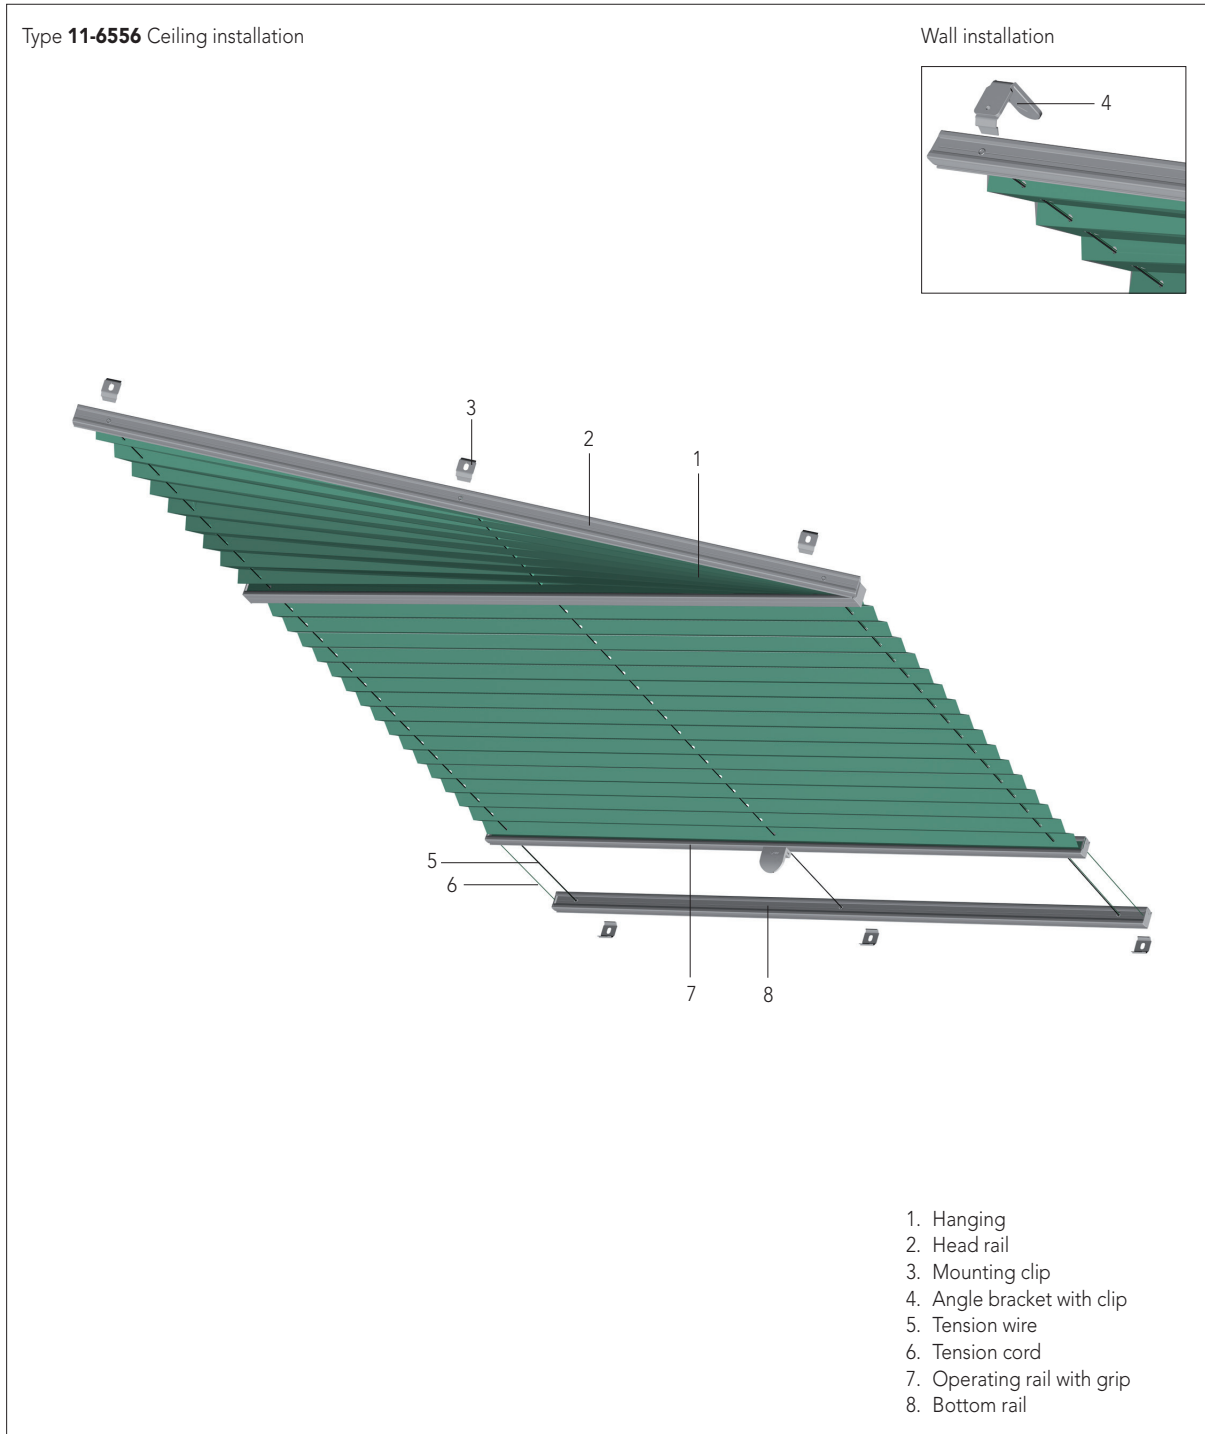 Type 11-6556 Ceiling installation
Wall installation
4
3
2
1
5
6
7
8
1. Hanging
2. Head rail
3. Mounting clip
4. Angle bracket with clip
5. Tension wire
6. Tension cord
7. Operating rail with grip
8. Bottom rail